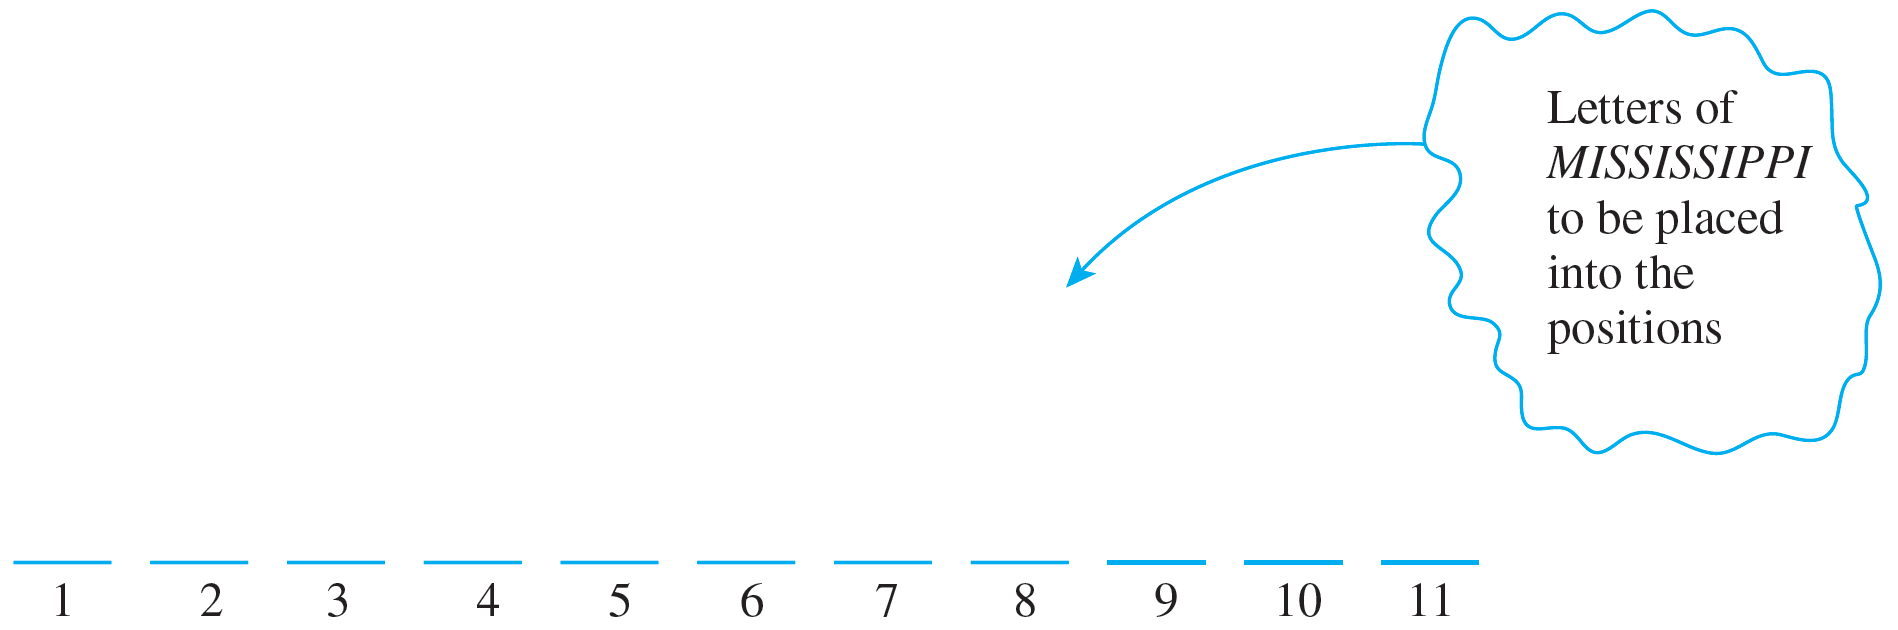 Letters of
MISSISSIPPI
to be placed
into the
positions
1 2 3 4 5 6 7 8 9 10 11